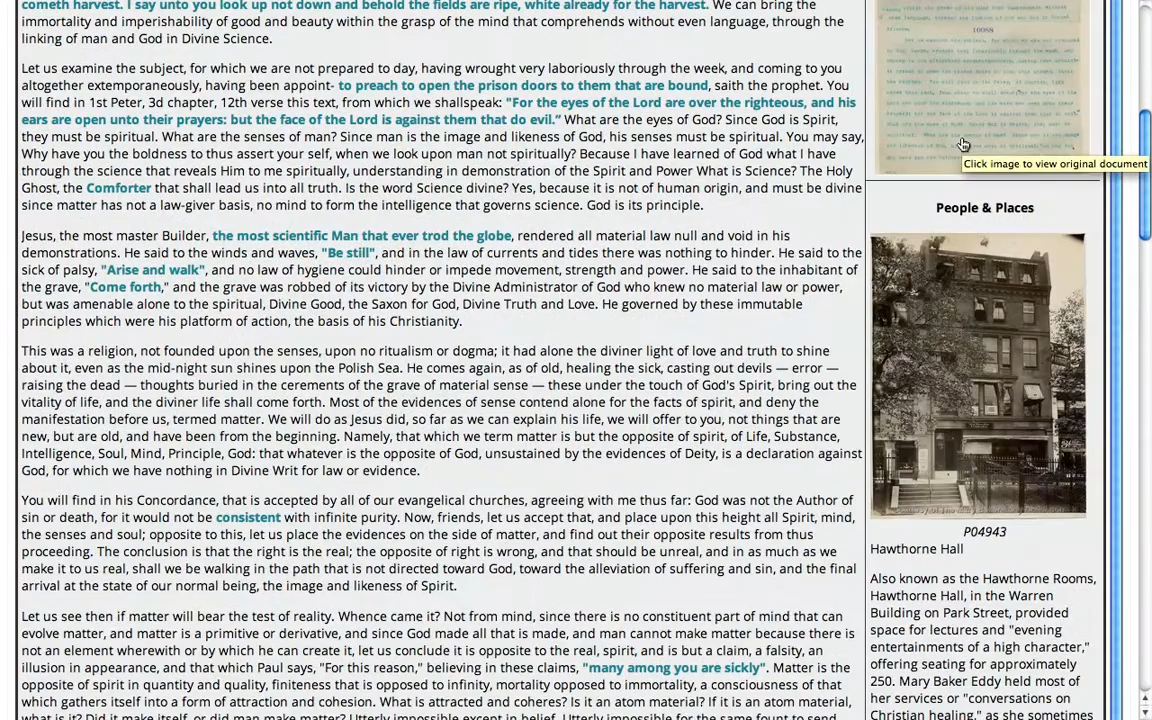 cometh harvest. I say unto you look up not down and behold the fields are ripe, white already for the harvest. We can bring the
immortality and imperishability of good and beauty within the grasp of the mind that comprehends without even language, through the
linking of man and God in Divine Science.
Let us examine the subject, for which we are not prepared to day, having wrought very laboriously through the week, and coming to you
altogether extemporaneously, having been appoint- to preach to open the prison doors to them that are bound, saith the prophet. You
will find in 1st Peter, 3d chapter, 12th verse this text, from which we shallspeak: "For the eyes of the Lord are over the righteous, and his
ears are open unto their prayers: but the face of the Lord is against them that do evil." What are the eyes of God? Since God is Spirit,
they must be spiritual. What are the eyes of man? Since man is the image and likeness of God, his senses must be spiritual. You may say,
Why have you the boldness to thus assert your self, when we look upon man not spiritually? Because I have learned of God what I have
through the science that reveals Him to me spiritually, understanding in demonstration of the Spirit and Power What is Science? The Holy
Ghost, the Comforter that shall lead us into all truth. Is the word Science divine? Yes, because it is not of human origin, and must be divine
since matter has not a law-giver basis, no mind to form the intelligence that governs science. God is its principle.
Jesus, the most master Builder, the most scientific Man that ever trod the globe, rendered all material law null and void in his
demonstrations. He said to the winds and waves, "Be still", and in the law of currents and tides there was nothing to hinder. He said to the
sick of palsy, "Arise and walk", and no law of hygiene could hinder or impede movement, strength and power. He said to the inhabitant of
the grave, "Come forth," and the grave was robbed of its victory by the Divine Administrator of God who knew no material law or power,
but was amenable alone to the spiritual, Divine Good, the Saxon for God, Divine Truth and Love. He governed by these immutable
principles which were his platform of action, the basis of his Christianity.
This was a religion, not founded upon the senses, upon no ritualism or dogma; it had alone the diviner light of love and truth to shine
about it, even as the mid-night sun shines upon the Polish Sea. He comes again, as of old, healing the sick, casting out devils — error —
raising the dead — thoughts buried in the cerements of the grave of material sense — these under the touch of God's Spirit, bring out the
vitality of life, and the diviner life shall come forth. Most of the evidences of sense contend alone for the facts of spirit, and deny the
manifestation before us, termed matter. We will do as Jesus did, so far as we can explain his life, we will offer to you, not things that are
new, but are old, and have been from the beginning. Namely, that which we term matter is but the opposite of spirit, of Life, Substance,
Intelligence, Soul, Mind, Principle, God: that whatever is the opposite of God, unsustained by the evidences of Deity, is a declaration against
God, for which we have nothing in Divine Writ for law or evidence.
You will find in his Concordance, that is accepted by all of our evangelical churches, agreeing with me thus far: God was not the Author of
sin or death, for it would not be consistent with infinite purity. Now, friends, let us accept that, and place upon this height all Spirit, mind,
the senses and soul; opposite to this, let us place the evidences on the side of matter, and find out their opposite results from thus
proceeding. The conclusion is that the right is the real; the opposite of right is wrong, and that should be unreal, and in as much as we
make it to us real, shall we be walking in the path that is not directed toward God, toward the alleviation of suffering and sin, and the final
arrival at the state of our normal being, the image and likeness of Spirit.
Let us see then if matter will bear the test of reality. Whence came it? Not from mind, since there is no constituent part of mind that can
evolve matter, and matter is a primitive or derivative, and since God made all that is made, and man cannot make matter because there is
not an element wherewith or by which he can create it, let us conclude it is opposite to the real, spirit, and is but a claim, a falsity, an
illusion in appearance, and that which Paul says, "For this reason," believing in these claims, "many among you are sickly". Matter is the
opposite of spirit in quantity and quality, finiteness that is opposed to infinity, mortality opposed to immortality, a consciousness of that
which gathers itself into a form of attraction and cohesion. What is attracted and coheres? Is it an atom material? If it is an atom material,
what is it? Did it make itself, or did man make matter? Utterly impossible except in belief. Utterly impossible for the same fount to send
10088
Click image to view original document
People & Places
P04943
Hawthorne Hall
Also known as the Hawthorne Rooms,
Hawthorne Hall, in the Warren
Building on Park Street, provided
space for lectures and "evening
entertainments of a high character,"
offering seating for approximately
250. Mary Baker Eddy held most of
her services or "conversations on
Christian healing," as she sometimes